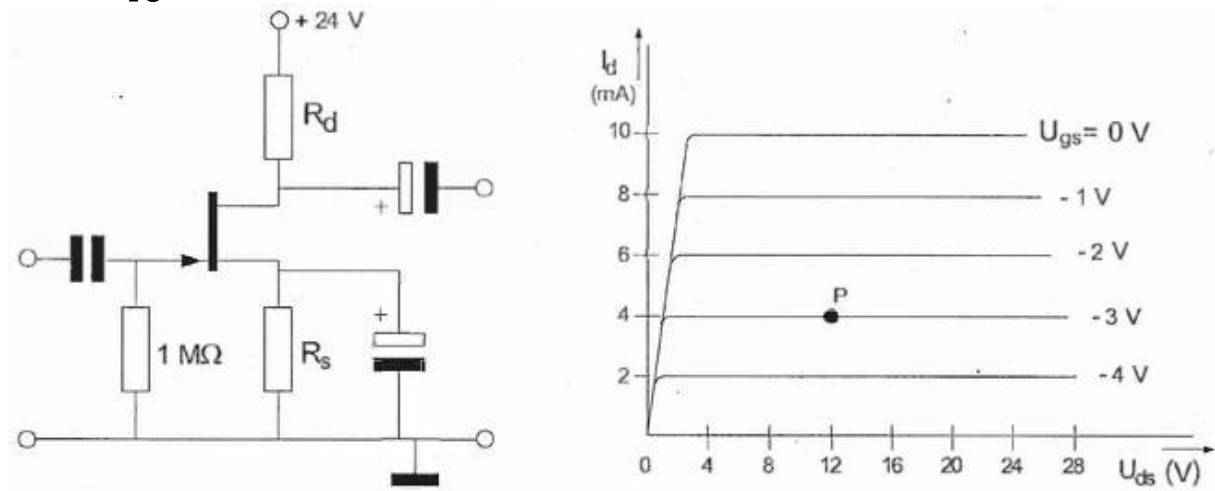 + 24 V
R_d
+
1 MΩ
R_s
+
I_d
(mA)
10
8
6
4
2
U_gs= 0 V
- 1 V
- 2 V
P
- 3 V
- 4 V
0 4 8 12 16 20 24 28 U_ds (V)